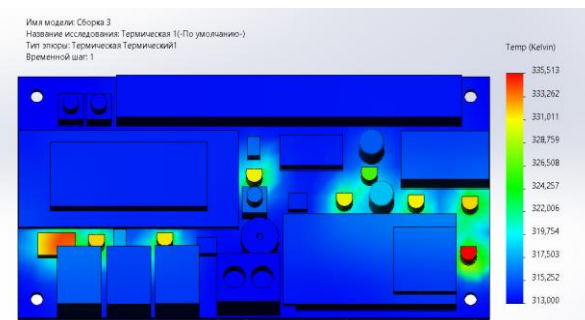 Имя модели: Сборка 3
Название исследования: Термическая 1(-По умолчанию-)
Тип эпюры: Термическая Термический1
Временной шаг: 1
Temp (Kelvin)
335,513
333,262
331,011
328,759
326,508
324,257
322,006
319,754
317,503
315,252
313,000